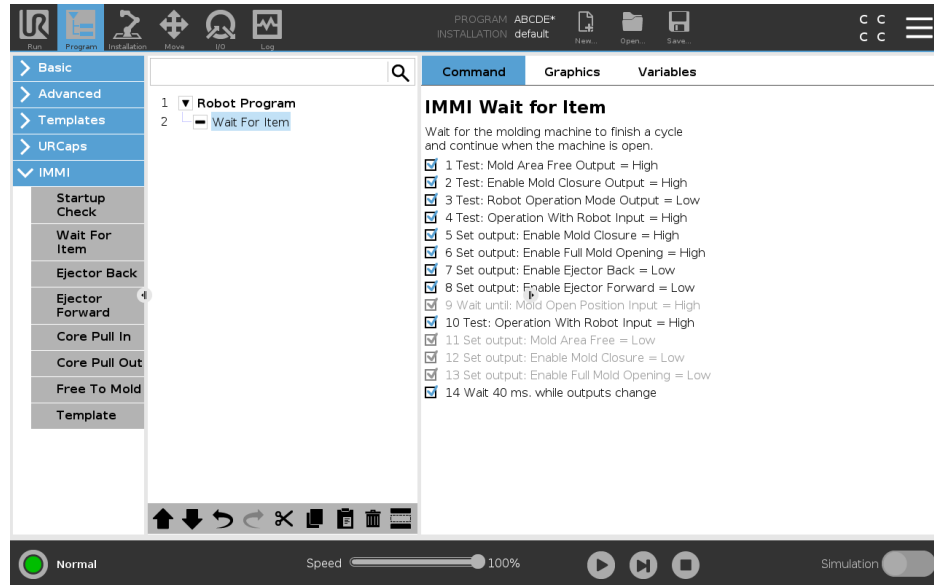 UR
PROGRAM ABCDE*
INSTALLATION default
Run
Program
Installation
Move
I/O
Log
New...
Open...
Save...
C C
C C
Basic
Advanced
Templates
URCaps
IMMI
Startup
Check
Wait For
Item
Ejector Back
Ejector
Forward
Core Pull In
Core Pull Out
Free To Mold
Template
1 Robot Program
2 Wait For Item
Command Graphics Variables
IMMI Wait for Item
Wait for the molding machine to finish a cycle
and continue when the machine is open.
1 Test: Mold Area Free Output = High
2 Test: Enable Mold Closure Output = High
3 Test: Robot Operation Mode Output = Low
4 Test: Operation With Robot Input = High
5 Set output: Enable Mold Closure = High
6 Set output: Enable Full Mold Opening = High
7 Set output: Enable Ejector Back = Low
8 Set output: Enable Ejector Forward = Low
9 Wait until: Mold Open Position Input = High
10 Test: Operation With Robot Input = High
11 Set output: Mold Area Free = Low
12 Set output: Enable Mold Closure = Low
13 Set output: Enable Full Mold Opening = Low
14 Wait 40 ms. while outputs change
Normal
Speed 100%
Simulation